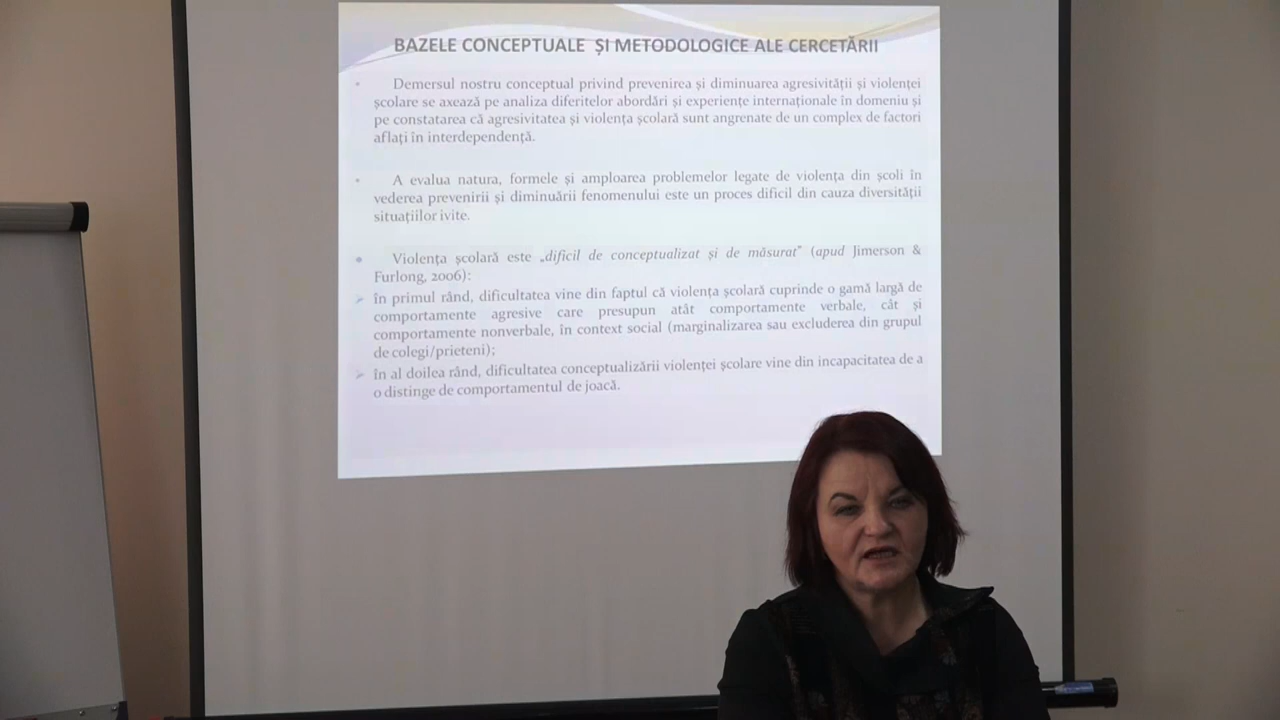 BAZELE CONCEPTUALE ȘI METODOLOGICE ALE CERCETĂRII
Demersul nostru conceptual privind prevenirea și diminuarea agresivității și violenței
școlare se axează pe analiza diferitelor abordări și experiențe internaționale în domeniu și
pe constatarea că agresivitatea și violența școlară sunt angrenate de un complex de factori
aflați în interdependență.
A evalua natura, formele și amploarea problemelor legate de violența din școli în
vederea prevenirii și diminuării fenomenului este un proces dificil din cauza diversității
situațiilor ivite.
Violența școlară este „dificil de conceptualizat și de măsurat” (apud Jimerson &
Furlong, 2006):
în primul rând, dificultatea vine din faptul că violența școlară cuprinde o gamă largă de
comportamente agresive care presupun atât comportamente verbale, cât și
comportamente nonverbale, în context social (marginalizarea sau excluderea din grupul
de colegi/prieteni);
în al doilea rând, dificultatea conceptualizării violenței școlare vine din incapacitatea de a
o distinge de comportamentul de joacă.